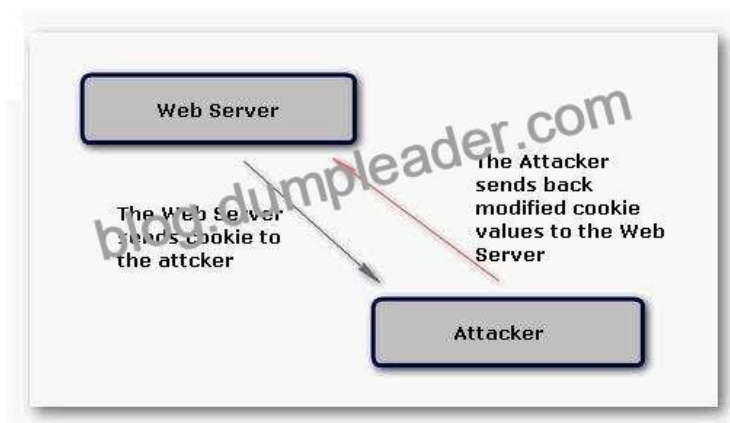 Web Server
The Attacker
sends back
modified cookie
values to the Web
Server
The Web Server
sends cookie to
the attcker
Attacker
blog.dumpleader.com